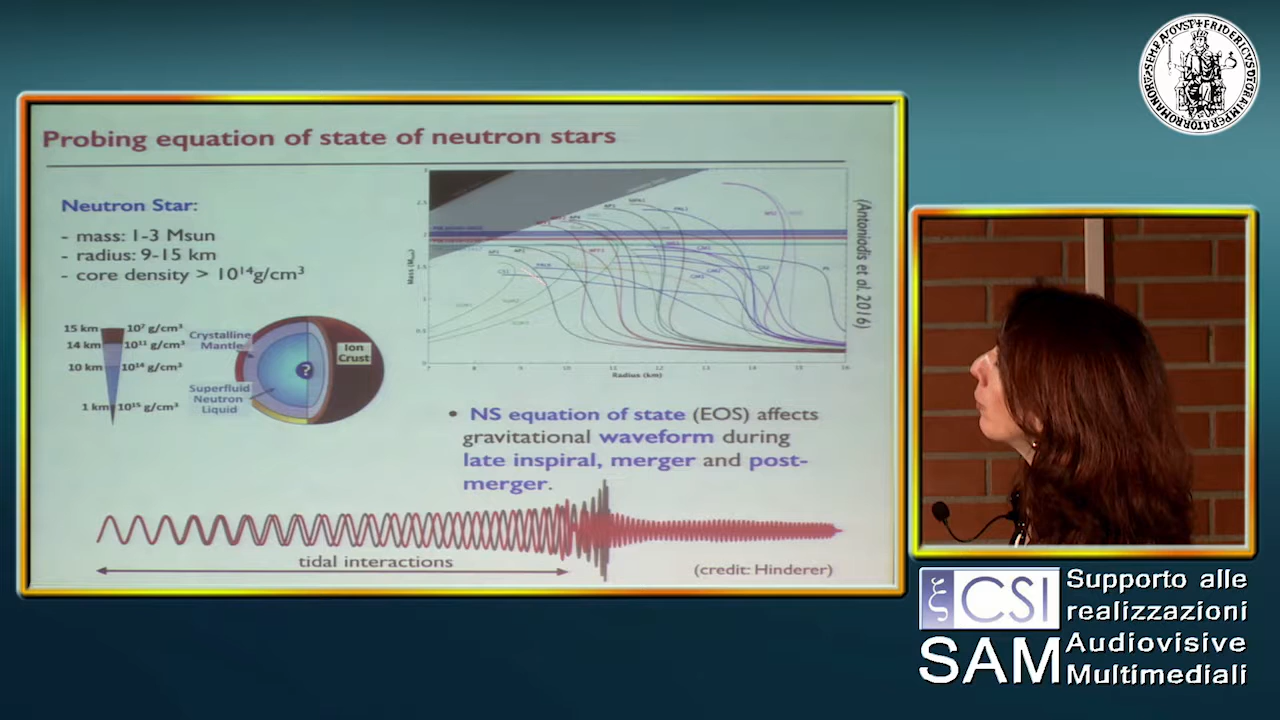 Probing equation of state of neutron stars
Neutron Star:
- mass: 1-3 Msun
- radius: 9-15 km
- core density > 10¹⁴g/cm³
15 km 10⁷ g/cm³
14 km 10¹¹ g/cm³
10 km 10¹⁴ g/cm³
1 km 10¹⁵ g/cm³
Crystalline
Mantle
Superfluid
Neutron
Liquid
?
Ion
Crust
Radius (km)
(Antoniadis et al. 2016)
• NS equation of state (EOS) affects
gravitational waveform during
late inspiral, merger and post-
merger.
tidal interactions
(credit: Hinderer)
CSI
SAM
Supporto alle
realizzazioni
Audiovisive
Multimediali